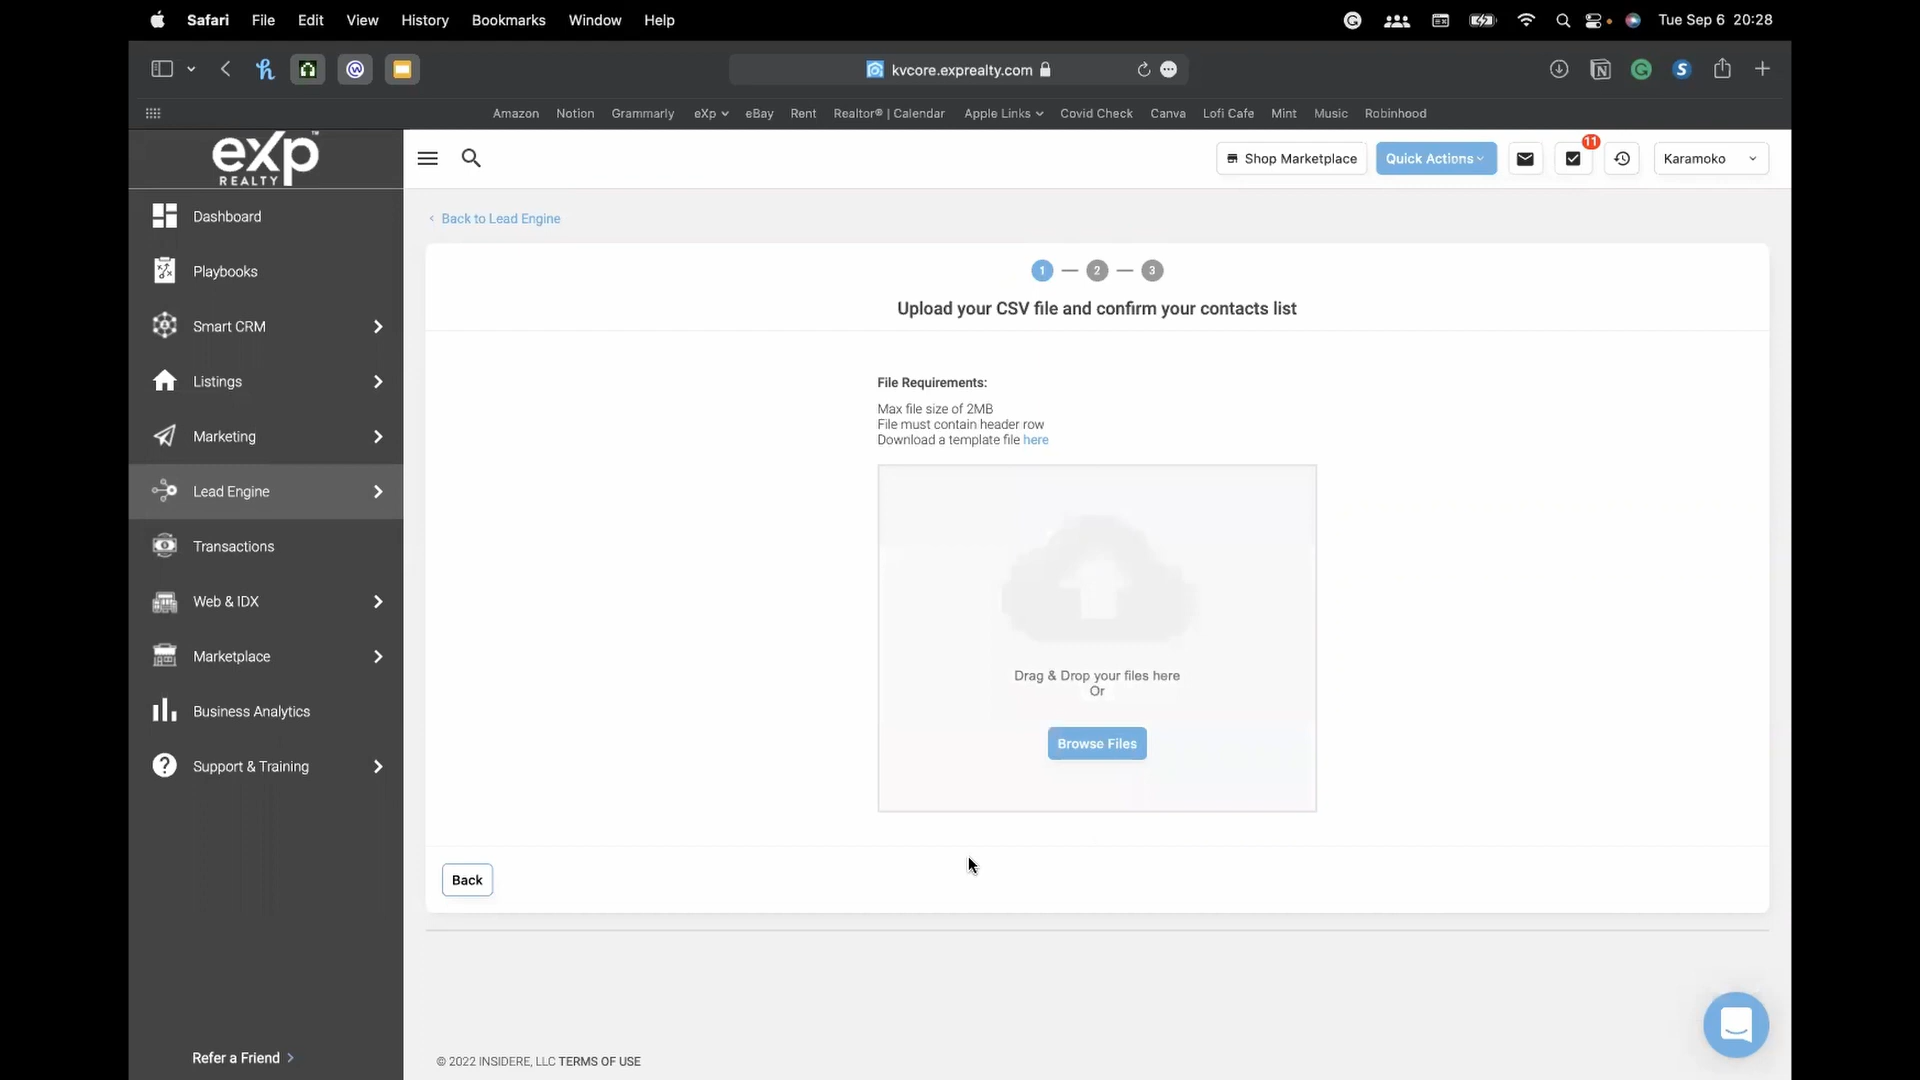 Safari File Edit View History Bookmarks Window Help Tue Sep 6 20:28
kvcore.exprealty.com
Amazon Notion Grammarly eXp eBay Rent Realtor® | Calendar Apple Links Covid Check Canva Lofi Cafe Mint Music Robinhood
eXp
REALTY
Shop Marketplace Quick Actions 11 Karamoko
Dashboard
Playbooks
Smart CRM
Listings
Marketing
Lead Engine
Transactions
Web & IDX
Marketplace
Business Analytics
Support & Training
Refer a Friend
Back to Lead Engine
1 — 2 — 3
Upload your CSV file and confirm your contacts list
File Requirements:
Max file size of 2MB
File must contain header row
Download a template file here
Drag & Drop your files here
Or
Browse Files
Back
© 2022 INSIDERE, LLC TERMS OF USE